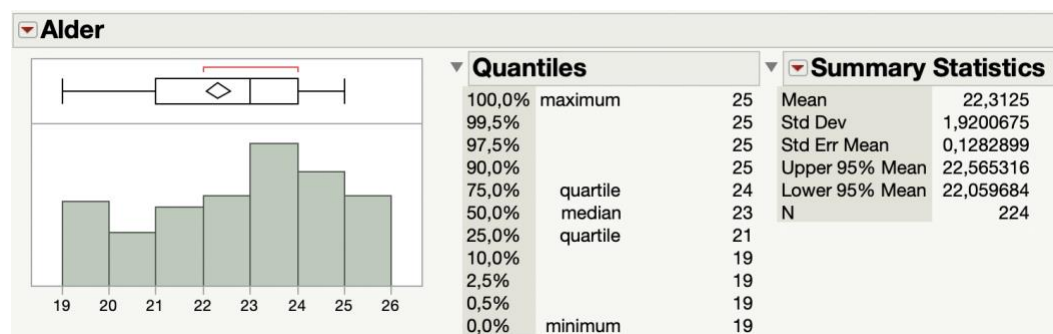 Alder
19 20 21 22 23 24 25 26
Quantiles
100,0% maximum 25
99,5% 25
97,5% 25
90,0% 25
75,0% quartile 24
50,0% median 23
25,0% quartile 21
10,0% 19
2,5% 19
0,5% 19
0,0% minimum 19
Summary Statistics
Mean 22,3125
Std Dev 1,9200675
Std Err Mean 0,1282899
Upper 95% Mean 22,565316
Lower 95% Mean 22,059684
N 224